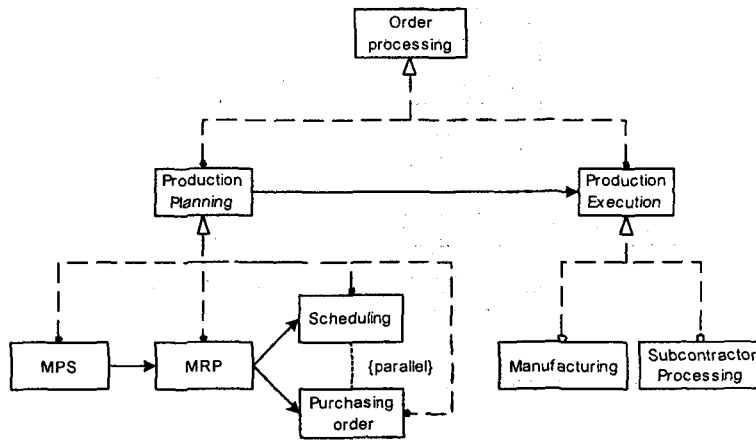 Order
processing
Production
Planning
Production
Execution
Scheduling
MPS
MRP
{parallel}
Manufacturing
Subcontractor
Processing
Purchasing
order